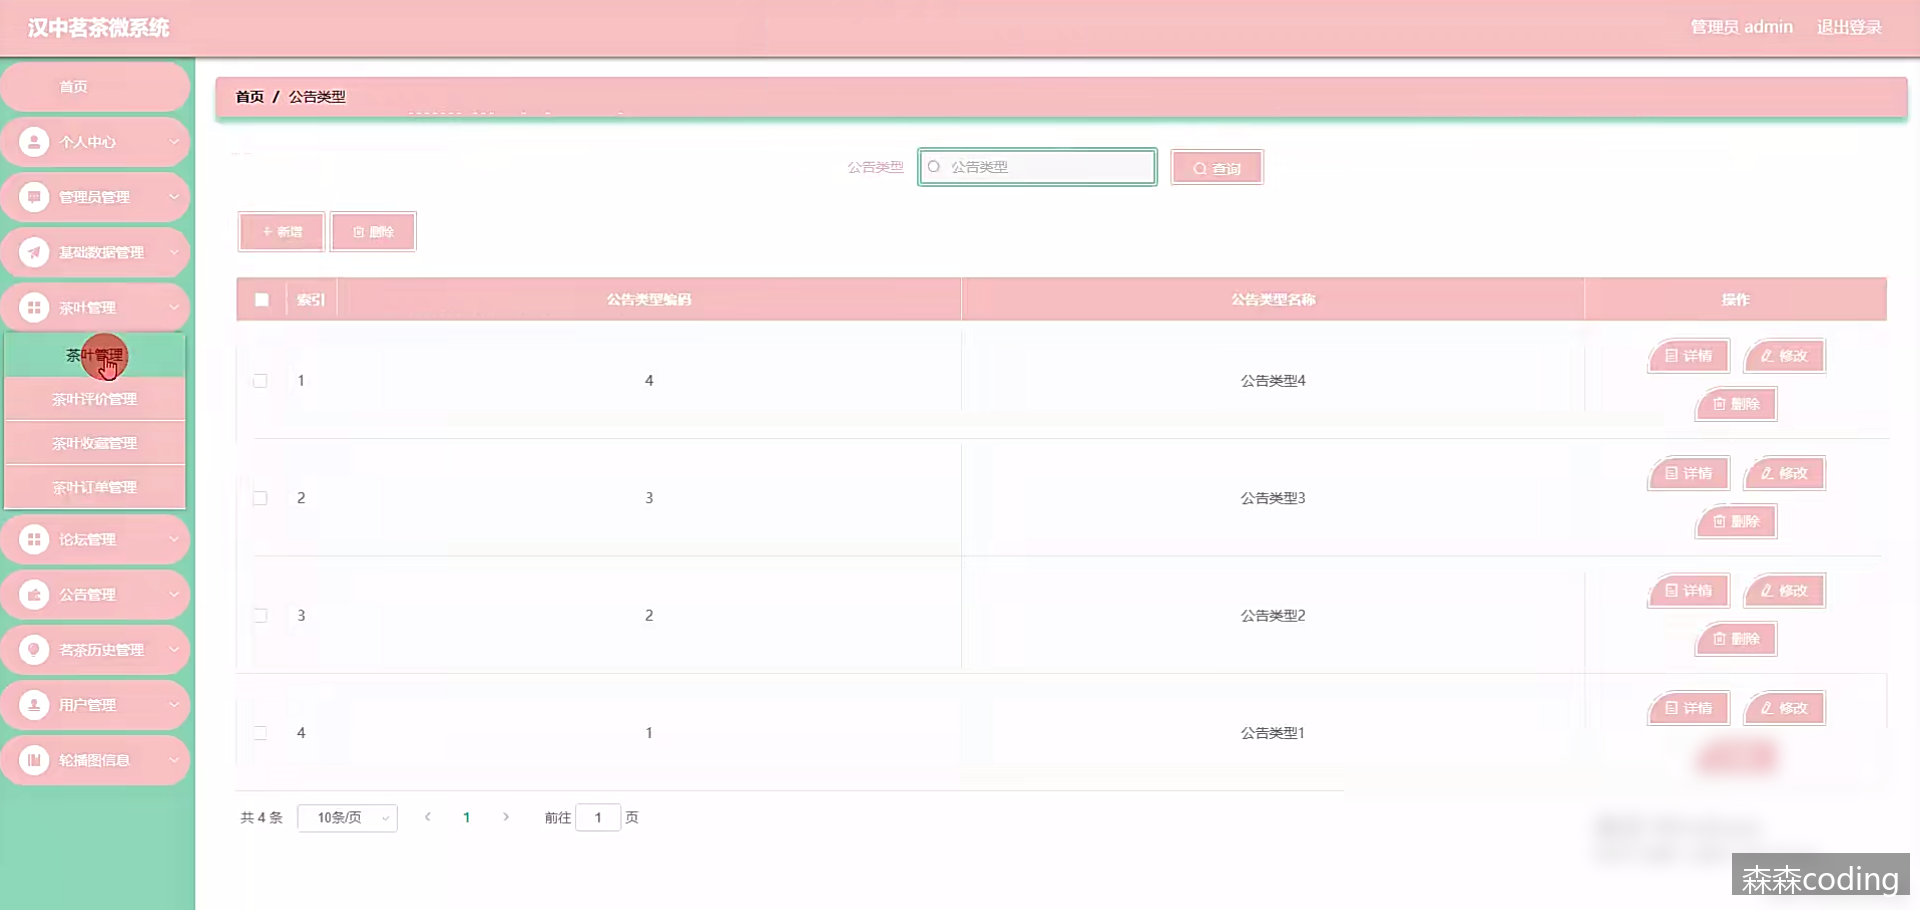 汉中茗茶微系统
管理员 admin 退出登录
首页
个人中心
管理员管理
基础数据管理
茶叶管理
茶叶管理
茶叶评价管理
茶叶收藏管理
茶叶订单管理
论坛管理
公告管理
茗茶历史管理
用户管理
轮播图信息
首页 / 公告类型
公告类型 公告类型 查询
新增 删除
索引 公告类型编码 公告类型名称 操作
1 4 公告类型4 详情 修改
删除
2 3 公告类型3 详情 修改
删除
3 2 公告类型2 详情 修改
删除
4 1 公告类型1 详情 修改
共 4 条 10条/页 1 前往 1 页
森森coding